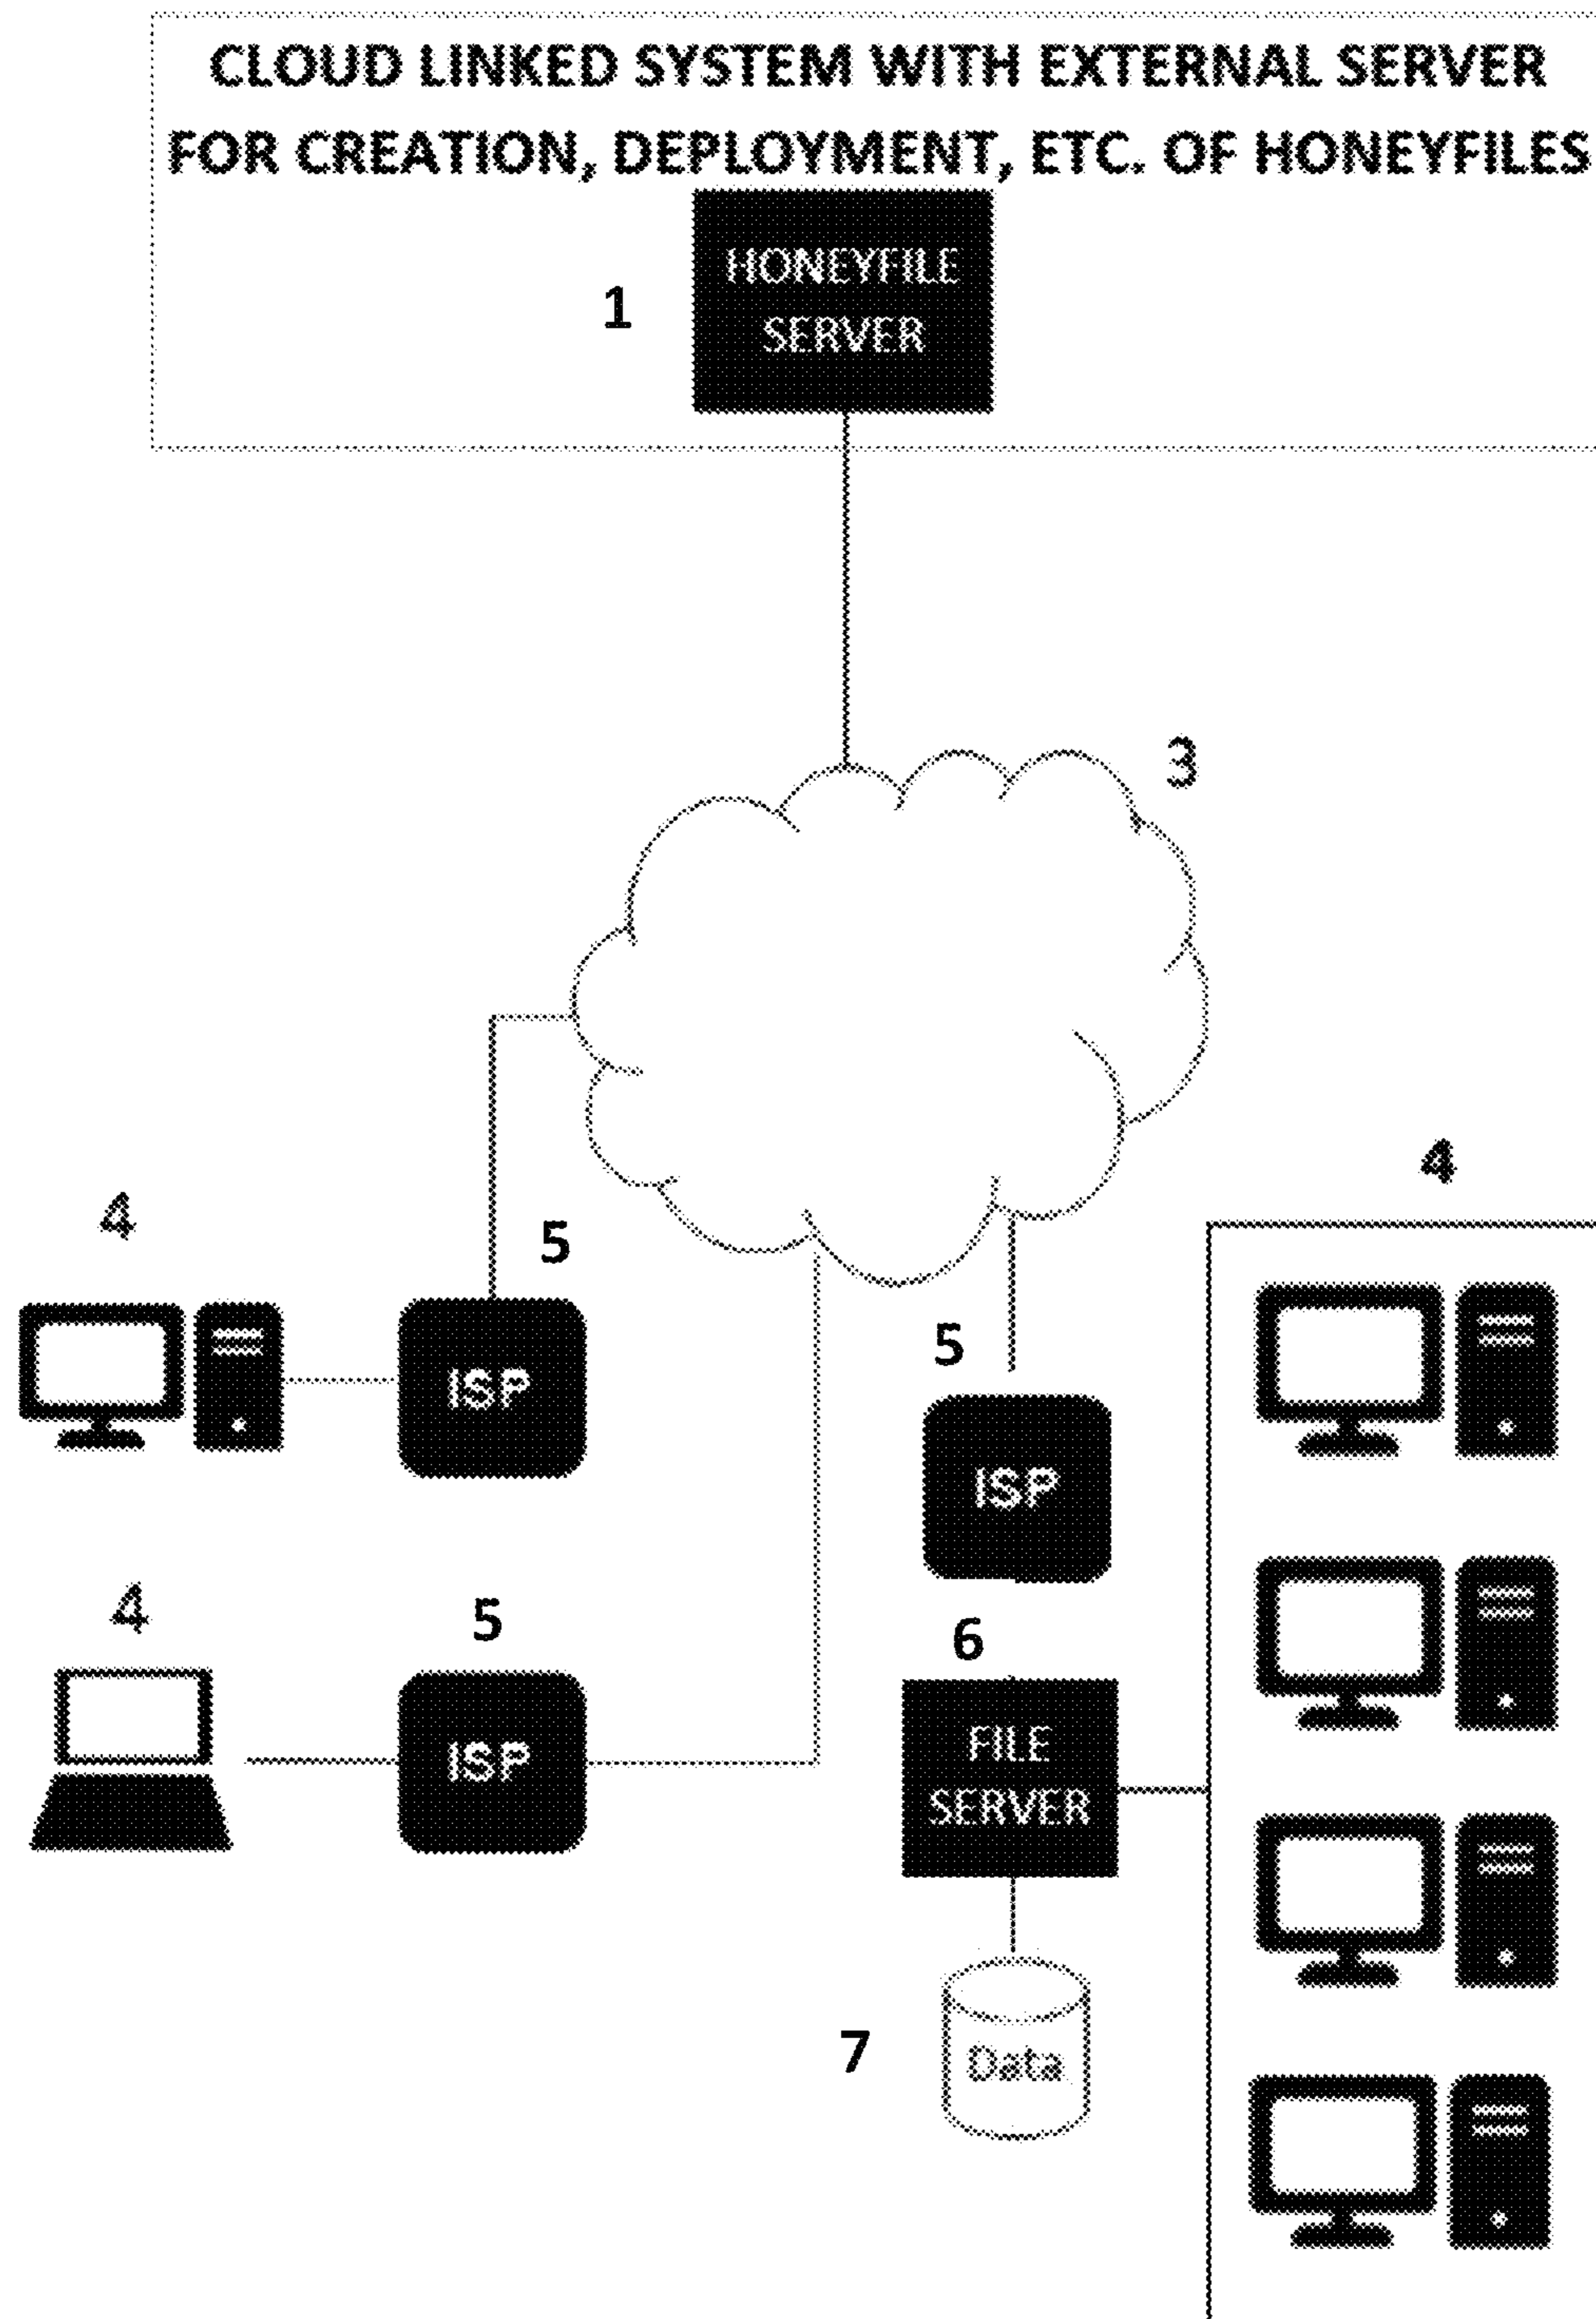 CLOUD LINKED SYSTEM WITH EXTERNAL SERVER
FOR CREATION, DEPLOYMENT, ETC. OF HONEYFILES
HONEYFILE
SERVER
1
3
4
4
5
5
ISP
ISP
4
5
6
ISP
FILE
SERVER
7
Data